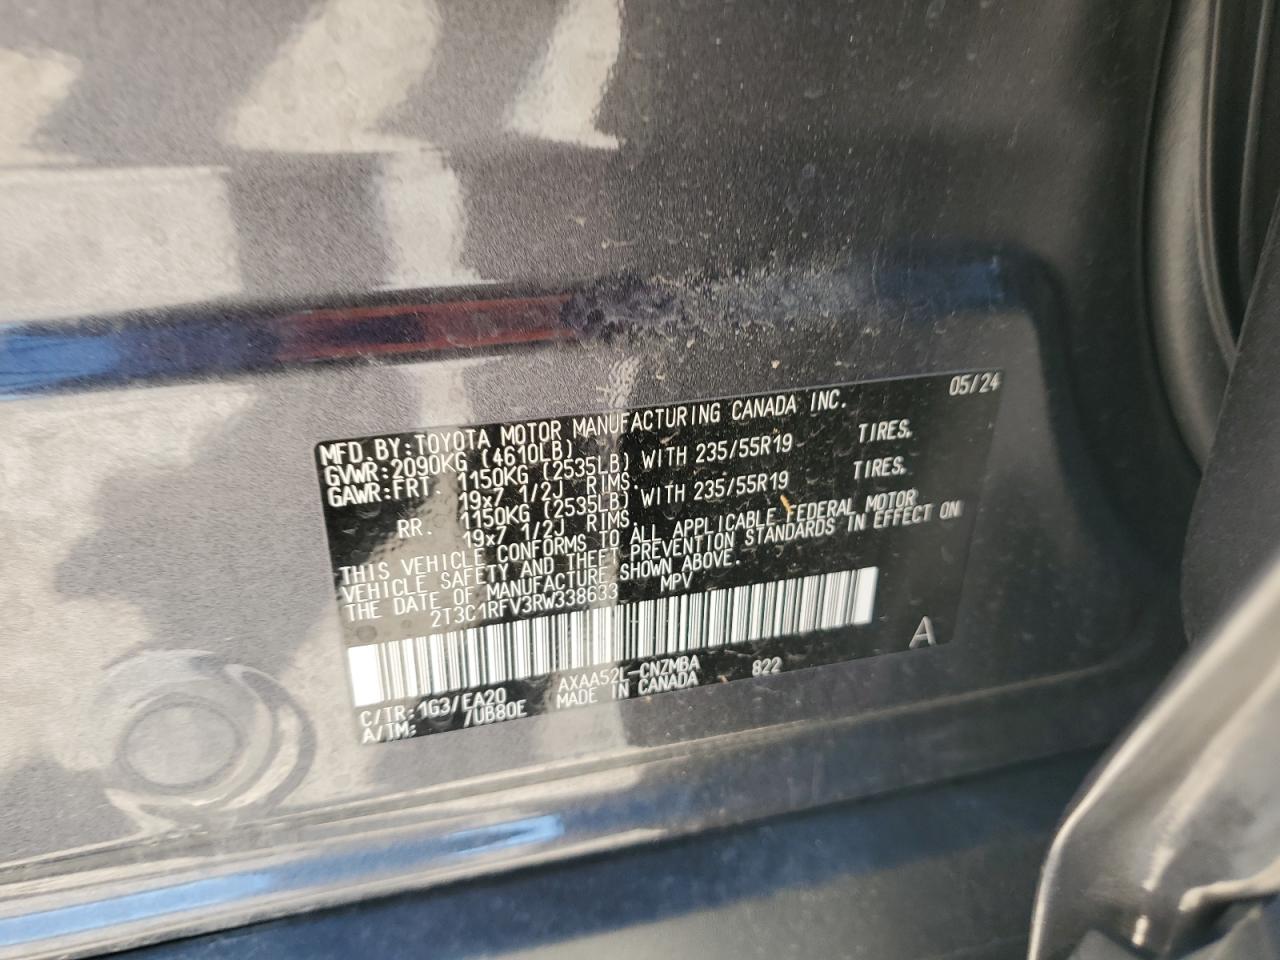 05/24
MFD.BY:TOYOTA MOTOR MANUFACTURING CANADA INC.
GVWR:2090KG (4610LB)
GAWR:FRT. 1150KG (2535LB) WITH 235/55R19 TIRES,
19x7 1/2J RIMS.
RR. 1150KG (2535LB) WITH 235/55R19 TIRES,
19x7 1/2J RIMS.
THIS VEHICLE CONFORMS TO ALL APPLICABLE FEDERAL MOTOR
VEHICLE SAFETY AND THEFT PREVENTION STANDARDS IN EFFECT ON
THE DATE OF MANUFACTURE SHOWN ABOVE.
2T3C1RFV3RW338633 MPV
A
C/TR:1G3/EA20 AXAA52L-CNZMBA 822
A/TM: /UB80E MADE IN CANADA